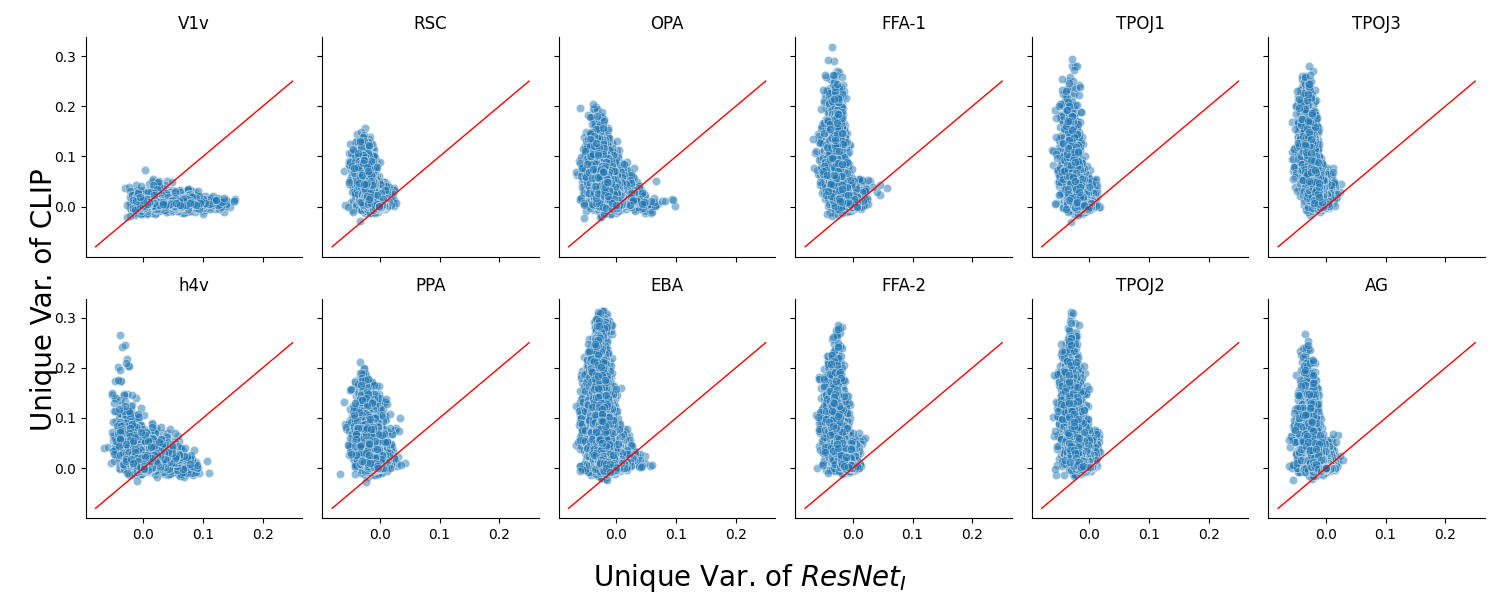 V1v RSC OPA FFA-1 TPOJ1 TPOJ3
0.3
0.2
0.1
0.0
Unique Var. of CLIP
h4v PPA EBA FFA-2 TPOJ2 AG
0.3
0.2
0.1
0.0
0.0 0.1 0.2 0.0 0.1 0.2 0.0 0.1 0.2 0.0 0.1 0.2 0.0 0.1 0.2 0.0 0.1 0.2
Unique Var. of ResNet_I